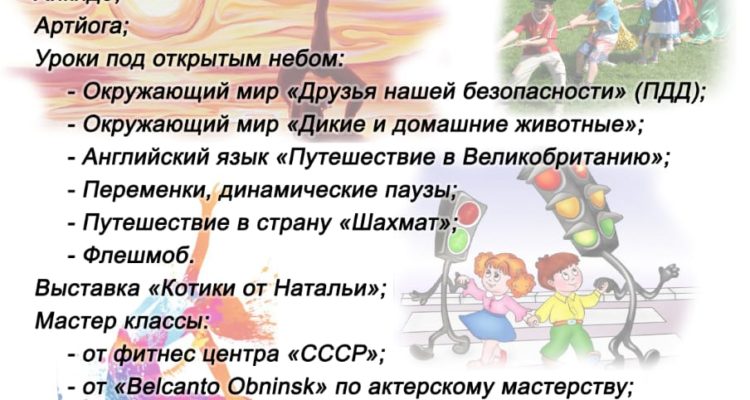 Артйога;
Уроки под открытым небом:
- Окружающий мир «Друзья нашей безопасности» (ПДД);
- Окружающий мир «Дикие и домашние животные»;
- Английский язык «Путешествие в Великобританию»;
- Переменки, динамические паузы;
- Путешествие в страну «Шахмат»;
- Флешмоб.
Выставка «Котики от Натальи»;
Мастер классы:
- от фитнес центра «СССР»;
- от «Belcanto Obninsk» по актерскому мастерству;